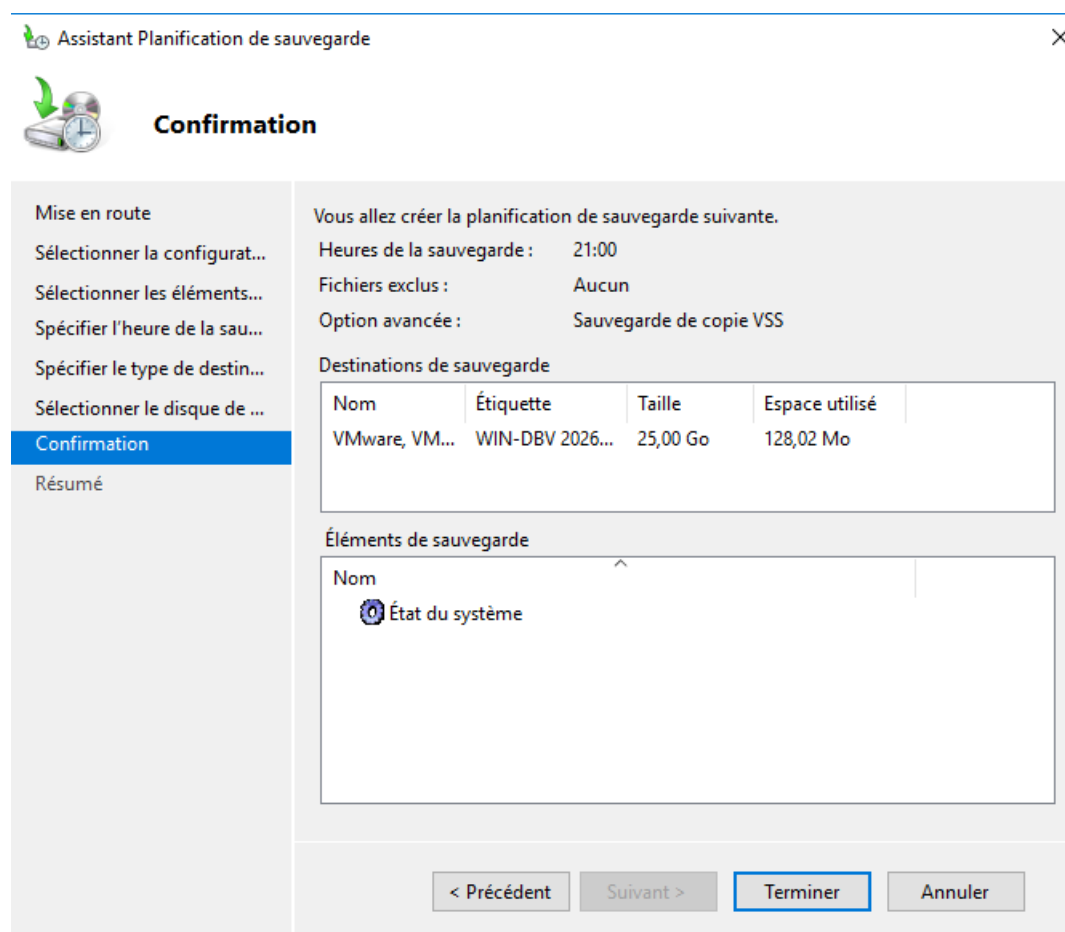 Assistant Planification de sauvegarde
Confirmation
Mise en route
Sélectionner la configurat...
Sélectionner les éléments...
Spécifier l'heure de la sau...
Spécifier le type de destin...
Sélectionner le disque de ...
Confirmation
Résumé
Vous allez créer la planification de sauvegarde suivante.
Heures de la sauvegarde : 21:00
Fichiers exclus : Aucun
Option avancée : Sauvegarde de copie VSS
Destinations de sauvegarde
Nom Étiquette Taille Espace utilisé
VMware, VM... WIN-DBV 2026... 25,00 Go 128,02 Mo
Éléments de sauvegarde
Nom
État du système
< Précédent Suivant > Terminer Annuler